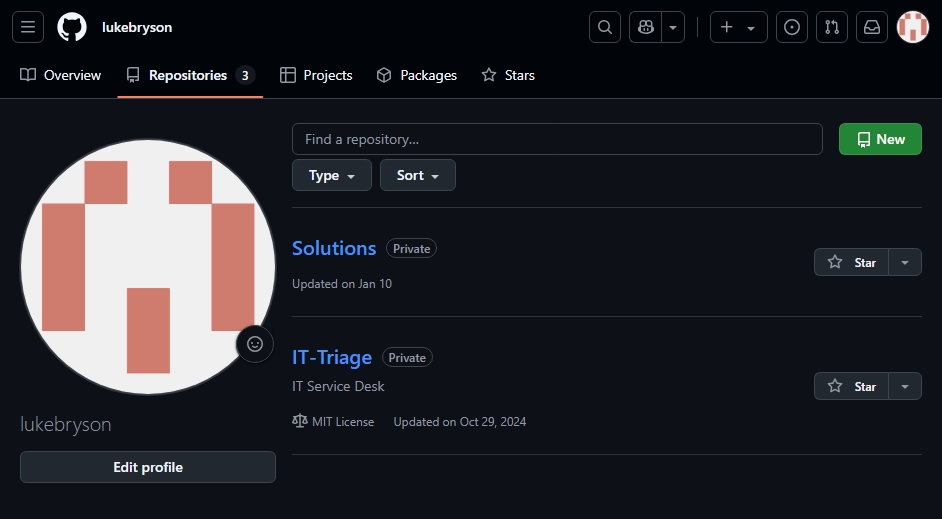 lukebryson
Overview
Repositories 3
Projects
Packages
Stars
Find a repository...
New
Type
Sort
Solutions Private
Star
Updated on Jan 10
IT-Triage Private
IT Service Desk
Star
MIT License Updated on Oct 29, 2024
lukebryson
Edit profile